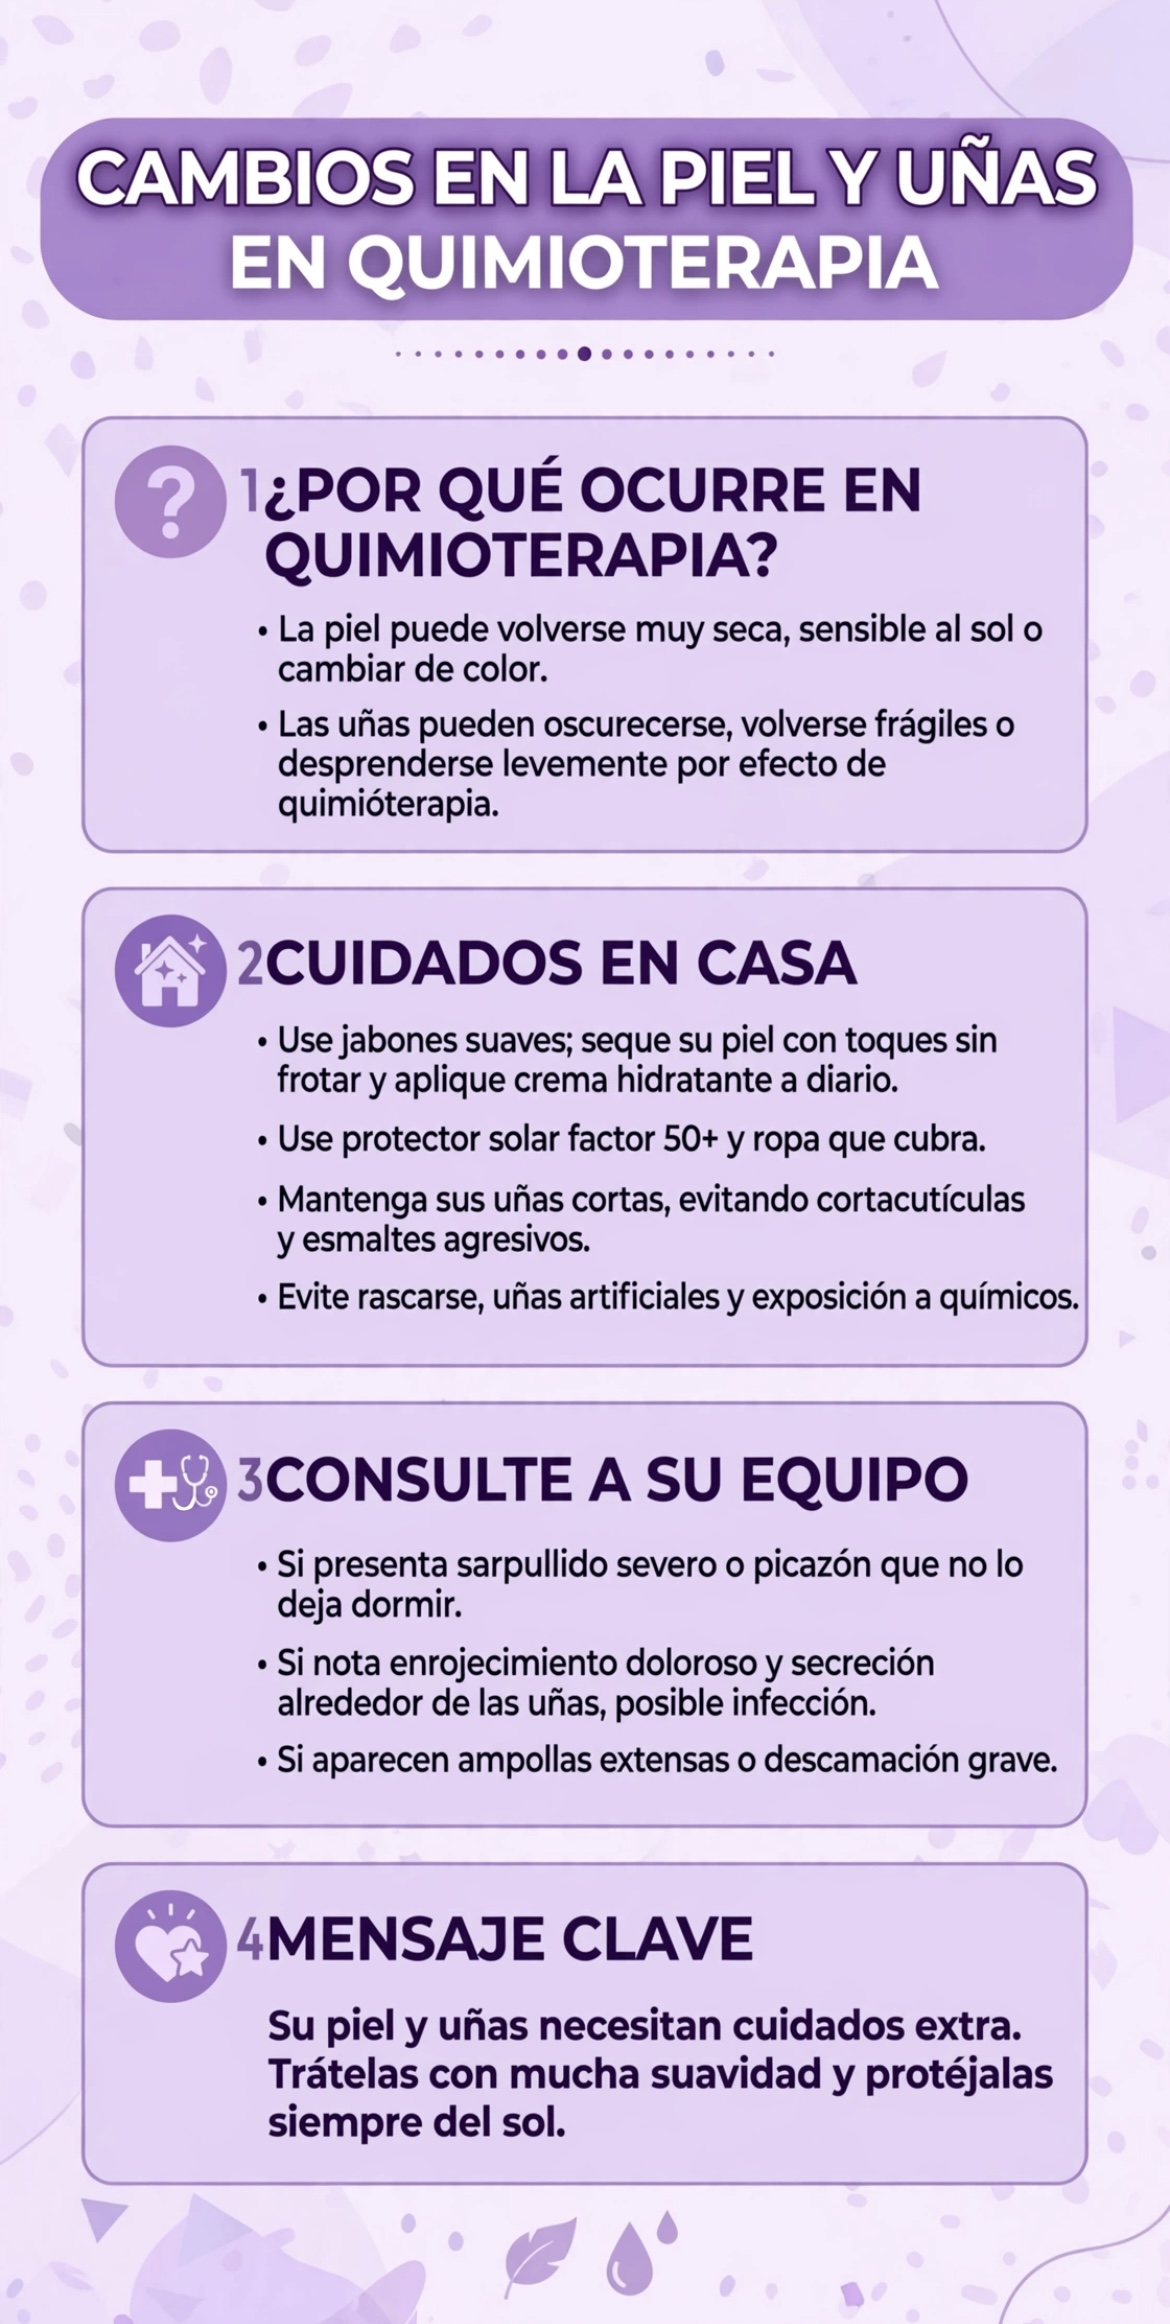 CAMBIOS EN LA PIEL Y UÑAS
EN QUIMIOTERAPIA
1¿POR QUÉ OCURRE EN
QUIMIOTERAPIA?
• La piel puede volverse muy seca, sensible al sol o
cambiar de color.
• Las uñas pueden oscurecerse, volverse frágiles o
desprenderse levemente por efecto de
quimióterapia.
2CUIDADOS EN CASA
• Use jabones suaves; seque su piel con toques sin
frotar y aplique crema hidratante a diario.
• Use protector solar factor 50+ y ropa que cubra.
• Mantenga sus uñas cortas, evitando cortacutículas
y esmaltes agresivos.
• Evite rascarse, uñas artificiales y exposición a químicos.
3CONSULTE A SU EQUIPO
• Si presenta sarpullido severo o picazón que no lo
deja dormir.
• Si nota enrojecimiento doloroso y secreción
alrededor de las uñas, posible infección.
• Si aparecen ampollas extensas o descamación grave.
4MENSAJE CLAVE
Su piel y uñas necesitan cuidados extra.
Trátelas con mucha suavidad y protéjalas
siempre del sol.